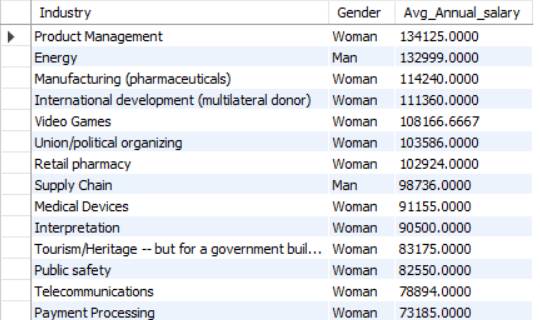 Industry Gender Avg_Annual_salary
Product Management Woman 134125.0000
Energy Man 132999.0000
Manufacturing (pharmaceuticals) Woman 114240.0000
International development (multilateral donor) Woman 111360.0000
Video Games Woman 108166.6667
Union/political organizing Woman 103586.0000
Retail pharmacy Woman 102924.0000
Supply Chain Man 98736.0000
Medical Devices Woman 91155.0000
Interpretation Woman 90500.0000
Tourism/Heritage -- but for a government buil... Woman 83175.0000
Public safety Woman 82550.0000
Telecommunications Woman 78894.0000
Payment Processing Woman 73185.0000